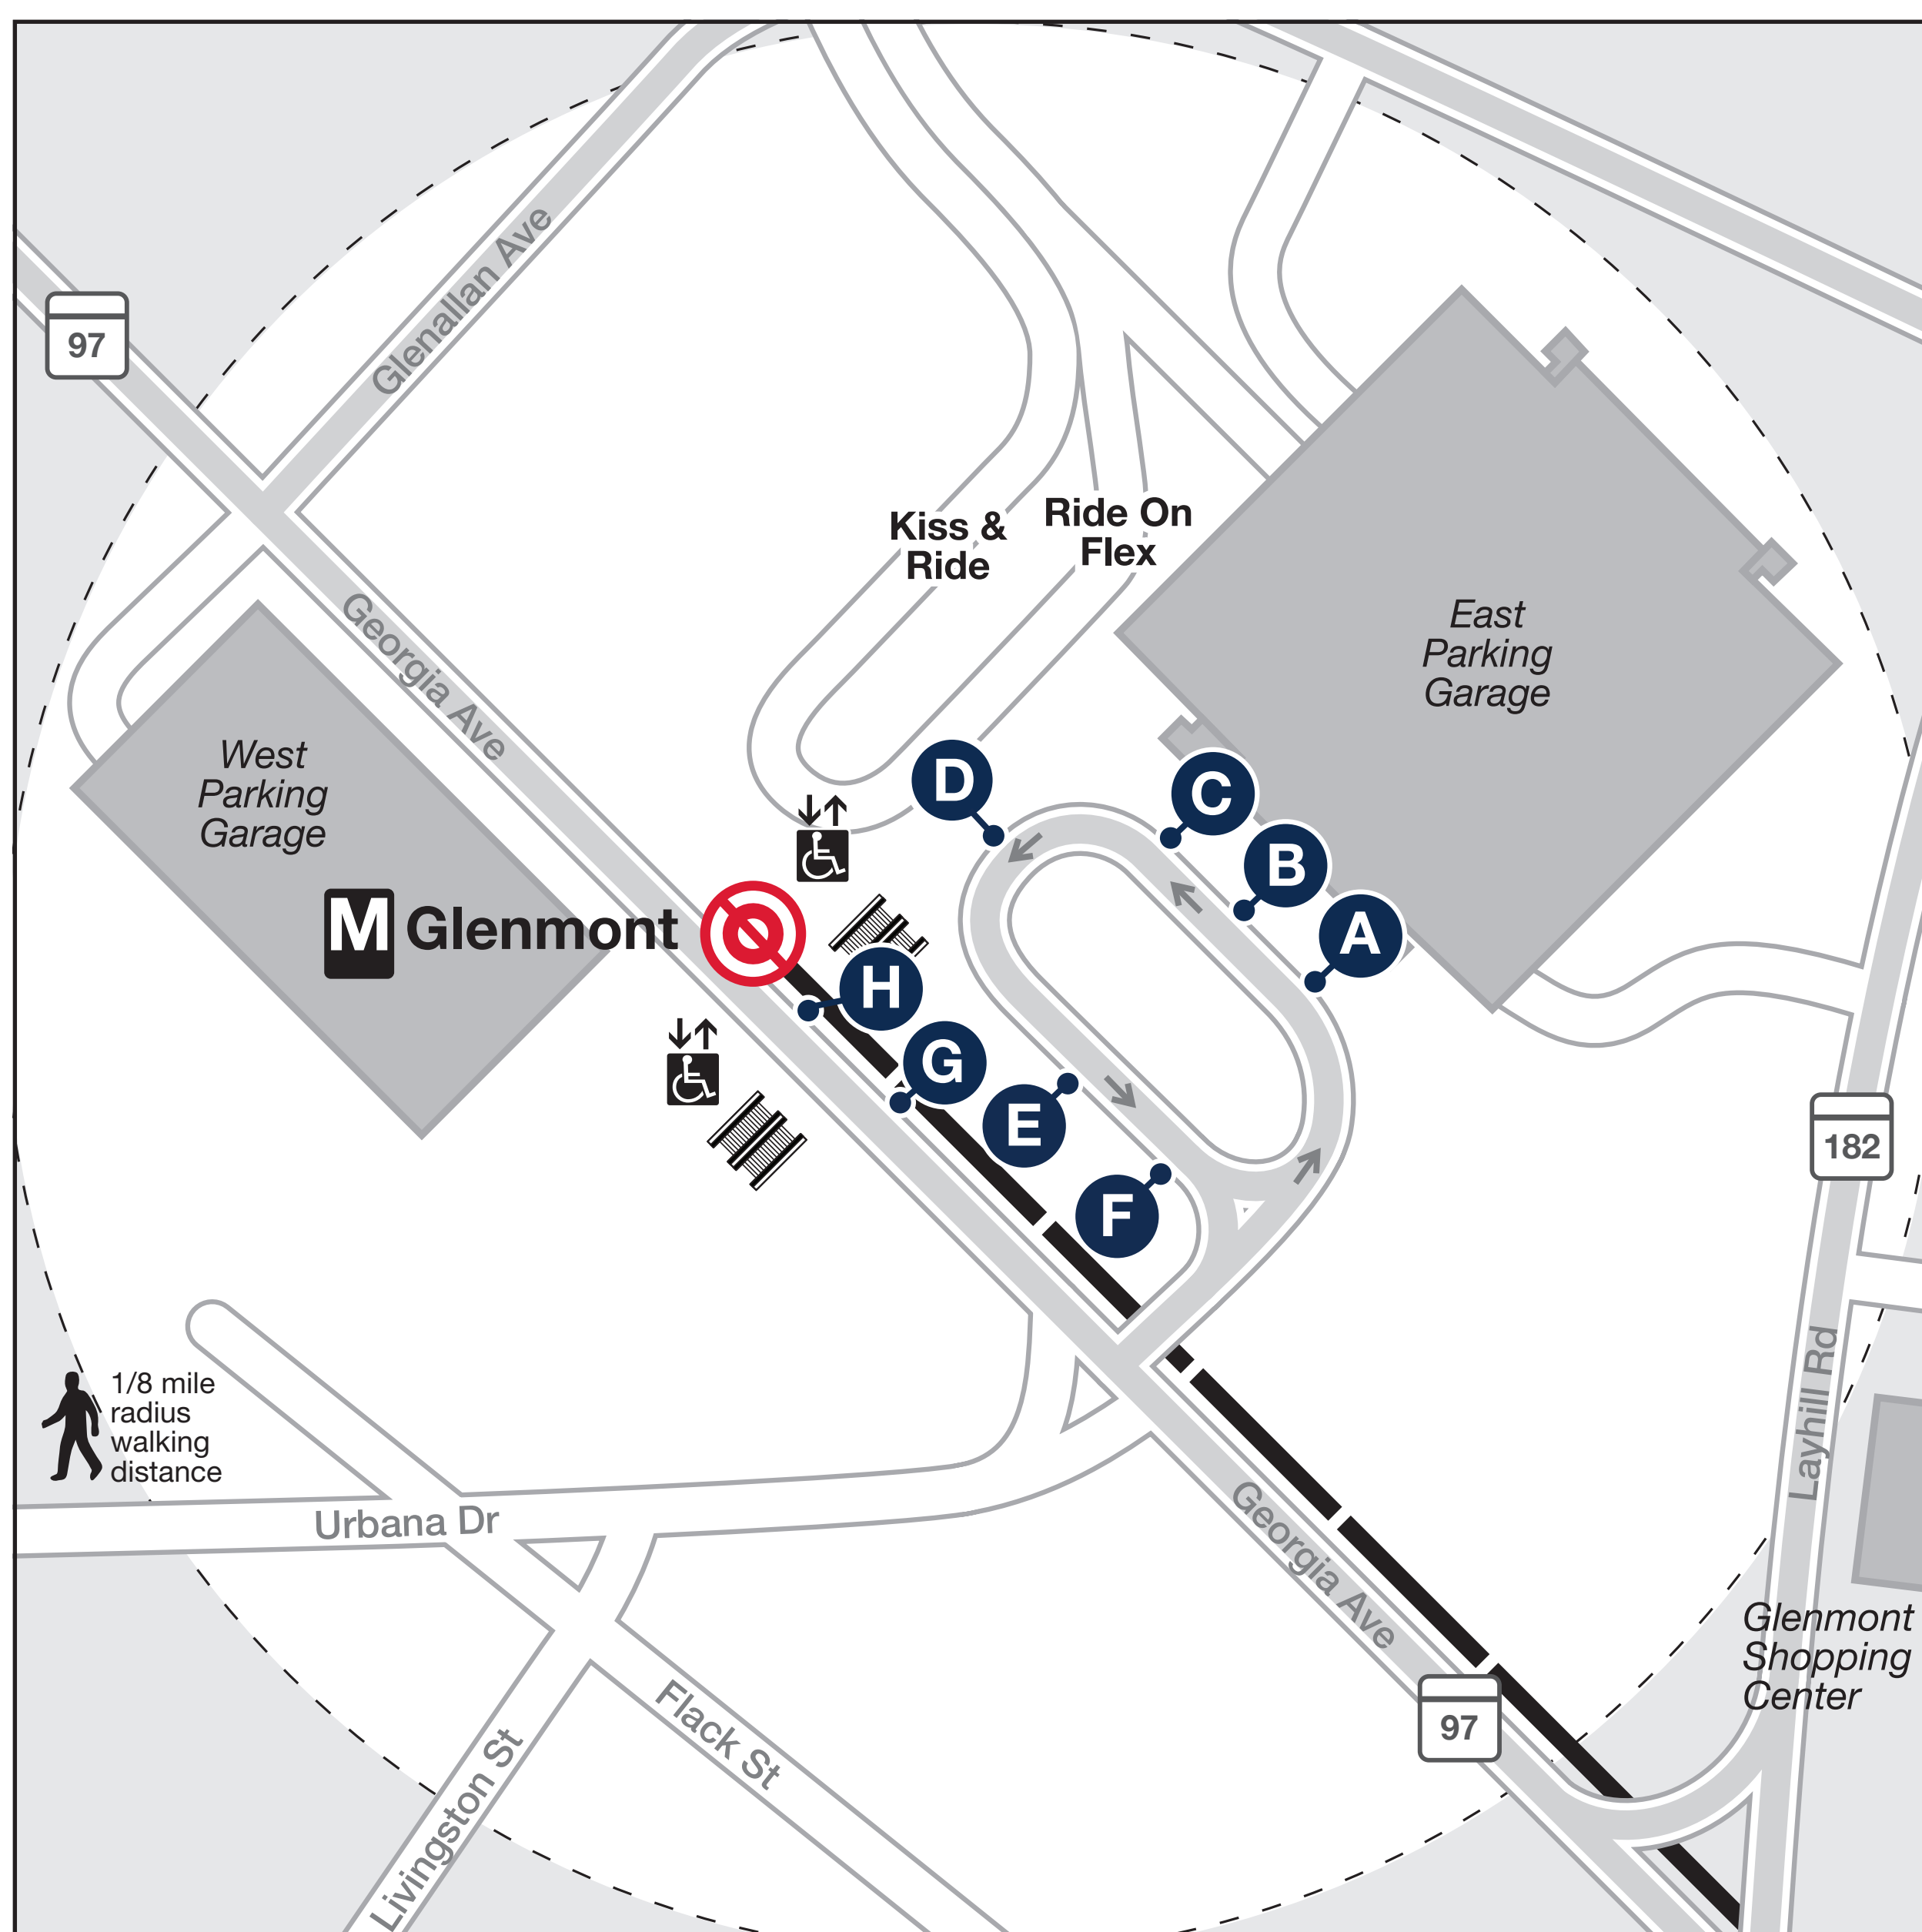 Glenallan Ave
97
Kiss &
Ride
Ride On
Flex
East
Parking
Garage
Georgia Ave
West
Parking
Garage
D
C
B
A
M Glenmont
H
G
E
F
182
1/8 mile
radius
walking
distance
Urbana Dr
Layhill Rd
Georgia Ave
Glenmont
Shopping
Center
97
Flack St
Livingston St